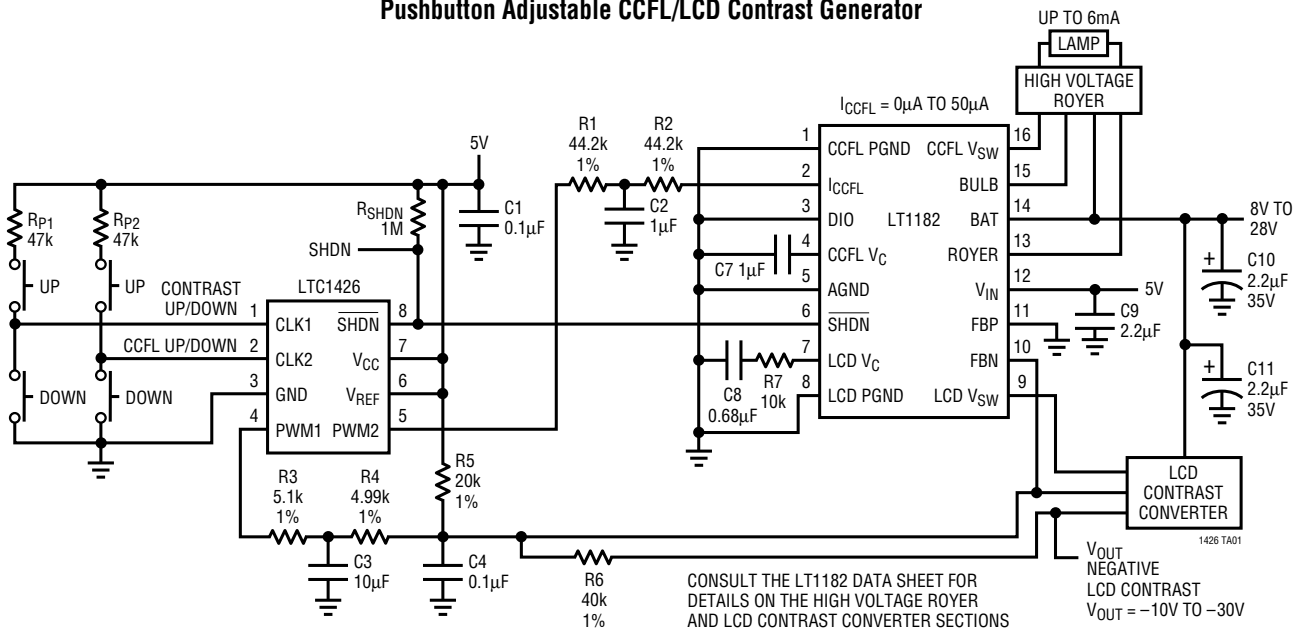 Pushbutton Adjustable CCFL/LCD Contrast Generator
UP TO 6mA
LAMP
HIGH VOLTAGE
ROYER
ICCFL = 0µA TO 50µA
5V
R1
44.2k
1%
R2
44.2k
1%
C2
1µF
RP1
47k
RP2
47k
RSHDN
1M
SHDN
C1
0.1µF
UP
UP
DOWN
DOWN
CONTRAST
UP/DOWN
CCFL UP/DOWN
LTC1426
1
2
3
4
CLK1
CLK2
GND
PWM1
SHDN
VCC
VREF
PWM2
8
7
6
5
1
2
3
4
5
6
7
8
CCFL PGND
ICCFL
DIO
CCFL VC
AGND
SHDN
LCD VC
LCD PGND
LT1182
CCFL VSW
BULB
BAT
ROYER
VIN
FBP
FBN
LCD VSW
16
15
14
13
12
11
10
9
C7 1µF
C8
0.68µF
R7
10k
8V TO
28V
+
C10
2.2µF
35V
5V
C9
2.2µF
+
C11
2.2µF
35V
LCD
CONTRAST
CONVERTER
1426 TA01
R3
5.1k
1%
R4
4.99k
1%
R5
20k
1%
C3
10µF
C4
0.1µF
R6
40k
1%
CONSULT THE LT1182 DATA SHEET FOR
DETAILS ON THE HIGH VOLTAGE ROYER
AND LCD CONTRAST CONVERTER SECTIONS
VOUT
NEGATIVE
LCD CONTRAST
VOUT = –10V TO –30V